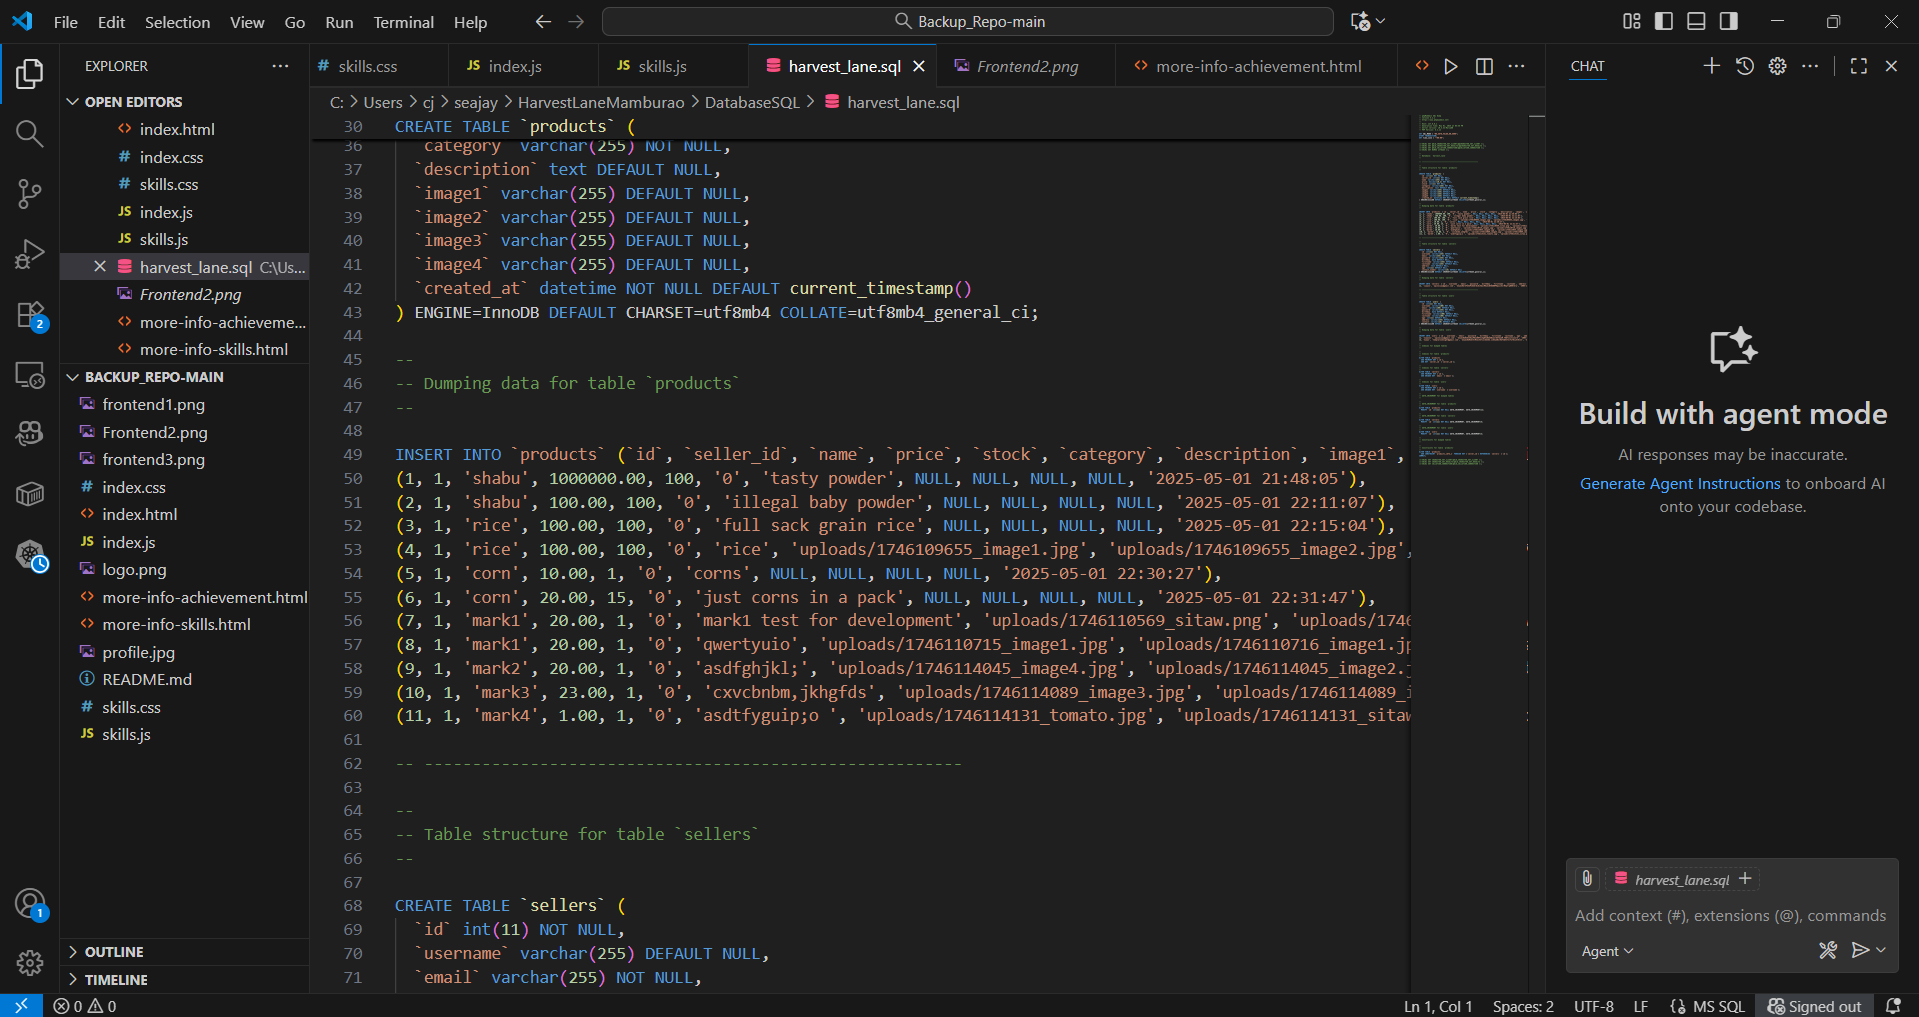 File Edit Selection View Go Run Terminal Help
Backup_Repo-main
EXPLORER
OPEN EDITORS
index.html
# index.css
# skills.css
JS index.js
JS skills.js
harvest_lane.sql C:\Us...
Frontend2.png
more-info-achieveme...
more-info-skills.html
BACKUP_REPO-MAIN
frontend1.png
Frontend2.png
frontend3.png
# index.css
index.html
JS index.js
logo.png
more-info-achievement.html
more-info-skills.html
profile.jpg
README.md
# skills.css
JS skills.js
OUTLINE
TIMELINE
2
1
# skills.css JS index.js JS skills.js harvest_lane.sql Frontend2.png more-info-achievement.html
C: > Users > cj > seajay > HarvestLaneMamburao > DatabaseSQL > harvest_lane.sql
30 CREATE TABLE `products` (
36 `category` varchar(255) NOT NULL,
37 `description` text DEFAULT NULL,
38 `image1` varchar(255) DEFAULT NULL,
39 `image2` varchar(255) DEFAULT NULL,
40 `image3` varchar(255) DEFAULT NULL,
41 `image4` varchar(255) DEFAULT NULL,
42 `created_at` datetime NOT NULL DEFAULT current_timestamp()
43 ) ENGINE=InnoDB DEFAULT CHARSET=utf8mb4 COLLATE=utf8mb4_general_ci;
44
45 --
46 -- Dumping data for table `products`
47 --
48
49 INSERT INTO `products` (`id`, `seller_id`, `name`, `price`, `stock`, `category`, `description`, `image1`,
50 (1, 1, 'shabu', 1000000.00, 100, '0', 'tasty powder', NULL, NULL, NULL, NULL, '2025-05-01 21:48:05'),
51 (2, 1, 'shabu', 100.00, 100, '0', 'illegal baby powder', NULL, NULL, NULL, NULL, '2025-05-01 22:11:07'),
52 (3, 1, 'rice', 100.00, 100, '0', 'full sack grain rice', NULL, NULL, NULL, NULL, '2025-05-01 22:15:04'),
53 (4, 1, 'rice', 100.00, 100, '0', 'rice', 'uploads/1746109655_image1.jpg', 'uploads/1746109655_image2.jpg',
54 (5, 1, 'corn', 10.00, 1, '0', 'corns', NULL, NULL, NULL, NULL, '2025-05-01 22:30:27'),
55 (6, 1, 'corn', 20.00, 15, '0', 'just corns in a pack', NULL, NULL, NULL, NULL, '2025-05-01 22:31:47'),
56 (7, 1, 'mark1', 20.00, 1, '0', 'mark1 test for development', 'uploads/1746110569_sitaw.png', 'uploads/1746
57 (8, 1, 'mark1', 20.00, 1, '0', 'qwertyuio', 'uploads/1746110715_image1.jpg', 'uploads/1746110716_image1.jp
58 (9, 1, 'mark2', 20.00, 1, '0', 'asdfghjkl;', 'uploads/1746114045_image4.jpg', 'uploads/1746114045_image2.j
59 (10, 1, 'mark3', 23.00, 1, '0', 'cxvcbnbm,jkhgfds', 'uploads/1746114089_image3.jpg', 'uploads/1746114089_i
60 (11, 1, 'mark4', 1.00, 1, '0', 'asdtfyguip;o ', 'uploads/1746114131_tomato.jpg', 'uploads/1746114131_sitaw
61
62 -- --------------------------------------------------------
63
64 --
65 -- Table structure for table `sellers`
66 --
67
68 CREATE TABLE `sellers` (
69 `id` int(11) NOT NULL,
70 `username` varchar(255) DEFAULT NULL,
71 `email` varchar(255) NOT NULL,
CHAT
Build with agent mode
AI responses may be inaccurate.
Generate Agent Instructions to onboard AI
onto your codebase.
harvest_lane.sql
Add context (#), extensions (@), commands
Agent
0 0 Ln 1, Col 1 Spaces: 2 UTF-8 LF {} MS SQL Signed out